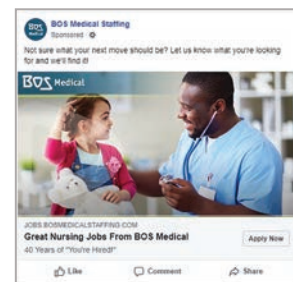 BOS Medical Staffing
Sponsored ·
Not sure what your next move should be? Let us know what you're looking
for and we'll find it!
BOS Medical
JOBS.BOSMEDICALSTAFFING.COM
Great Nursing Jobs From BOS Medical
Apply Now
40 Years of "You're Hired!"
Like Comment Share